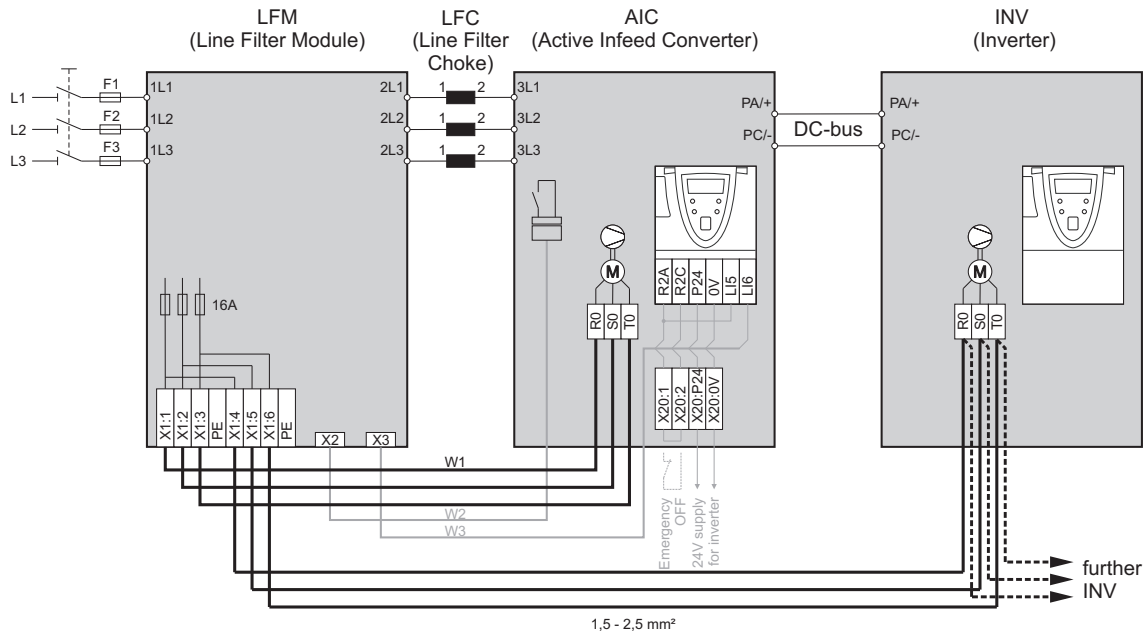 LFM
(Line Filter Module)
LFC
(Line Filter
Choke)
AIC
(Active Infeed Converter)
INV
(Inverter)
L1
L2
L3
F1
F2
F3
1L1
1L2
1L3
2L1
2L2
2L3
1 2
1 2
1 2
3L1
3L2
3L3
PA/+
PC/-
DC-bus
PA/+
PC/-
16A
M
R0
S0
T0
R2A
R2C
P24
0V
LI5
LI6
M
R0
S0
T0
X1:1
X1:2
X1:3
PE
X1:4
X1:5
X1:6
PE
X2
X3
X20:1
X20:2
X20:P24
X20:0V
W1
W2
W3
Emergency
OFF
24V supply
for inverter
further
INV
1,5 - 2,5 mm²